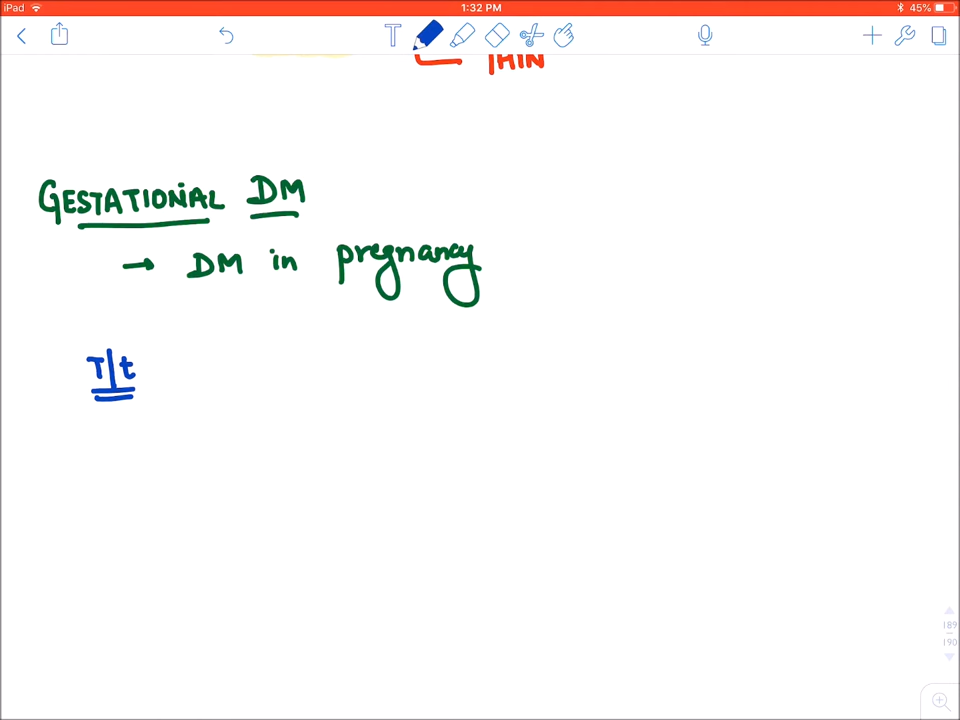 iPad 1:32 PM 45%
T
THIN
GESTATIONAL DM
→ DM in pregnancy
T|t
189
190